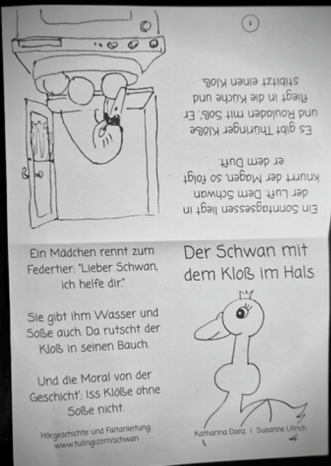 1
Ein Sonntagsessen liegt in
der Luft. Dem Schwan
knurrt der Magen, so folgt
er dem Duft.
Es gibt Thüringer Klöße
und Rouladen mit Soß'. Er
fliegt in die Küche und
stibitzt einen Kloß.
Ein Mädchen rennt zum
Federtier: "Lieber Schwan,
ich helfe dir."
Sie gibt ihm Wasser und
Soße auch. Da rutscht der
Kloß in seinen Bauch.
Und die Moral von der
Geschicht': Iss Klöße ohne
Soße nicht.
Hörgeschichte und Faltanleitung
www.tulingi.com/schwan
Der Schwan mit
dem Kloß im Hals
Katharina Danz | Susanne Ullrich